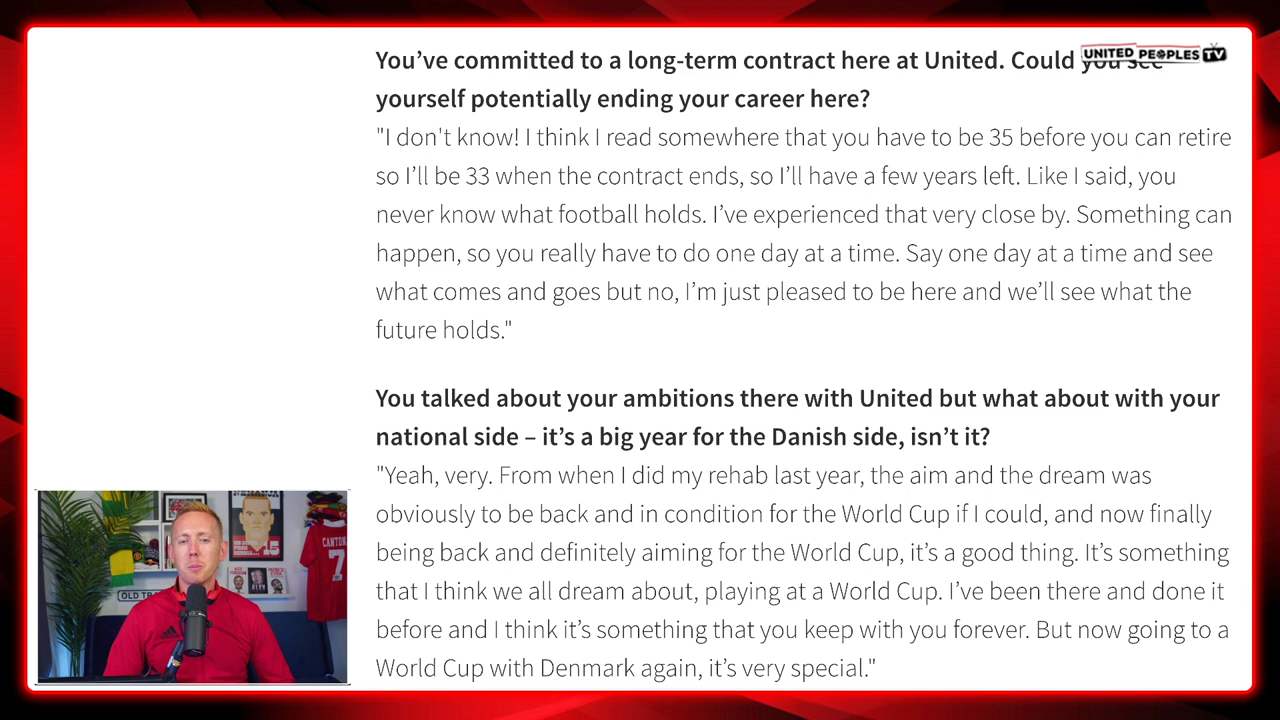 UNITED PEOPLES TV
You’ve committed to a long-term contract here at United. Could you see
yourself potentially ending your career here?
"I don't know! I think I read somewhere that you have to be 35 before you can retire
so I’ll be 33 when the contract ends, so I’ll have a few years left. Like I said, you
never know what football holds. I’ve experienced that very close by. Something can
happen, so you really have to do one day at a time. Say one day at a time and see
what comes and goes but no, I’m just pleased to be here and we’ll see what the
future holds."
You talked about your ambitions there with United but what about with your
national side – it’s a big year for the Danish side, isn’t it?
"Yeah, very. From when I did my rehab last year, the aim and the dream was
obviously to be back and in condition for the World Cup if I could, and now finally
being back and definitely aiming for the World Cup, it’s a good thing. It’s something
that I think we all dream about, playing at a World Cup. I’ve been there and done it
before and I think it’s something that you keep with you forever. But now going to a
World Cup with Denmark again, it’s very special."
NEMANJA
15
CANTON
7
OLD TRA